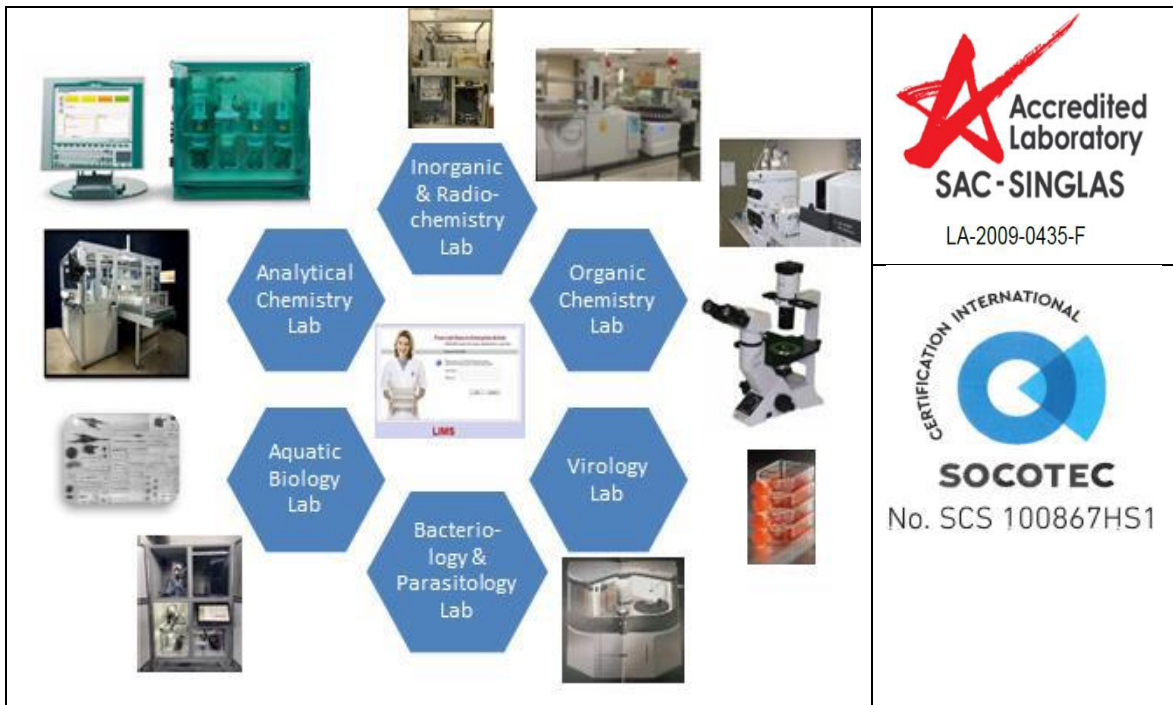 Inorganic
& Radio-
chemistry
Lab
Analytical
Chemistry
Lab
Organic
Chemistry
Lab
LIMS
Aquatic
Biology
Lab
Virology
Lab
Bacterio-
logy &
Parasitology
Lab
Accredited
Laboratory
SAC-SINGLAS
LA-2009-0435-F
CERTIFICATION INTERNATIONAL
SOCOTEC
No. SCS 100867HS1